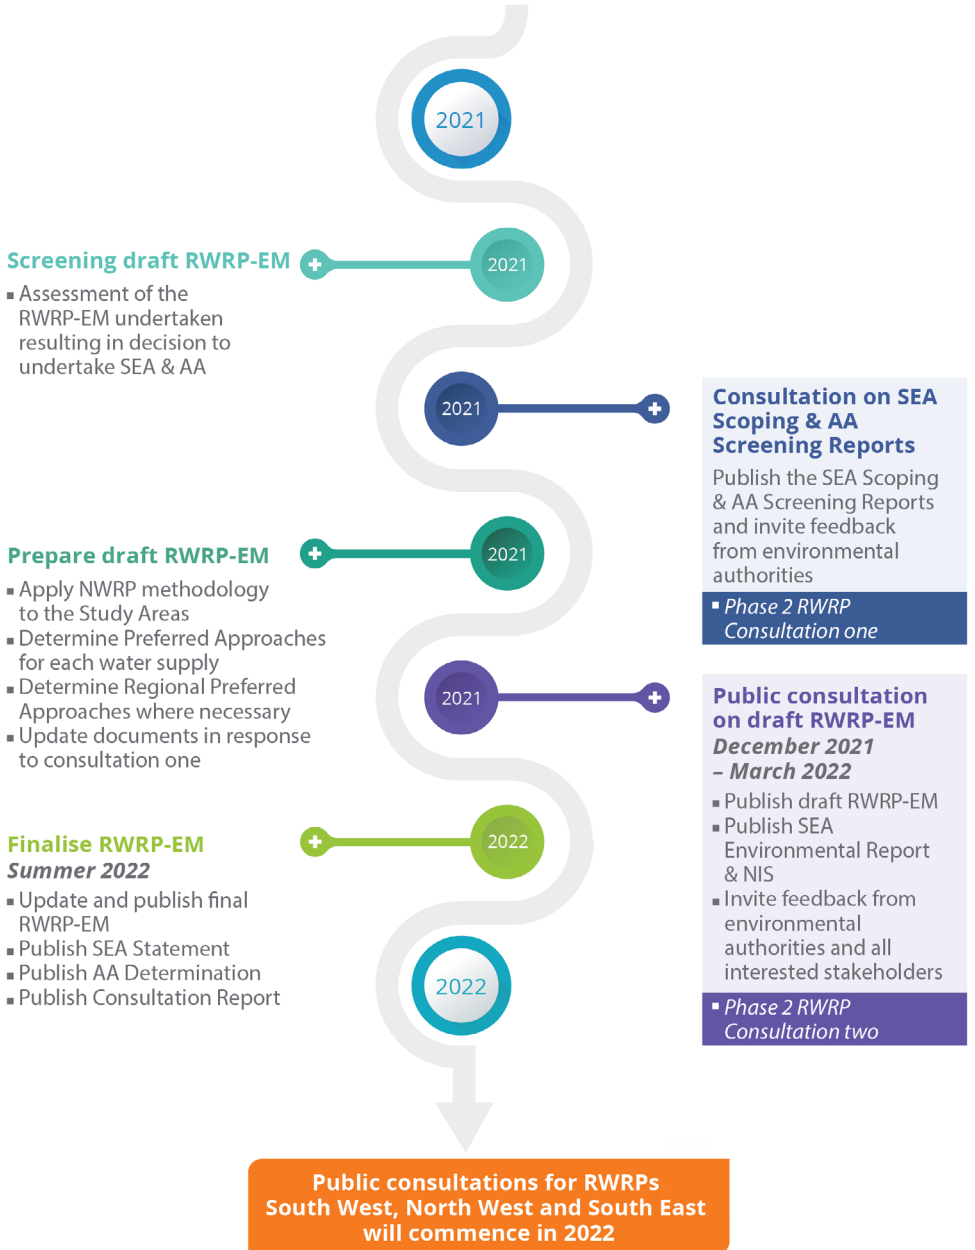 2021
2021
Screening draft RWRP-EM
▪ Assessment of the
RWRP-EM undertaken
resulting in decision to
undertake SEA & AA
2021
Consultation on SEA
Scoping & AA
Screening Reports
Publish the SEA Scoping
& AA Screening Reports
and invite feedback
from environmental
authorities
▪ Phase 2 RWRP
Consultation one
2021
Prepare draft RWRP-EM
▪ Apply NWRP methodology
to the Study Areas
▪ Determine Preferred Approaches
for each water supply
▪ Determine Regional Preferred
Approaches where necessary
▪ Update documents in response
to consultation one
2021
Public consultation
on draft RWRP-EM
December 2021
– March 2022
▪ Publish draft RWRP-EM
▪ Publish SEA
Environmental Report
& NIS
▪ Invite feedback from
environmental
authorities and all
interested stakeholders
▪ Phase 2 RWRP
Consultation two
2022
Finalise RWRP-EM
Summer 2022
▪ Update and publish final
RWRP-EM
▪ Publish SEA Statement
▪ Publish AA Determination
▪ Publish Consultation Report
2022
Public consultations for RWRPs
South West, North West and South East
will commence in 2022